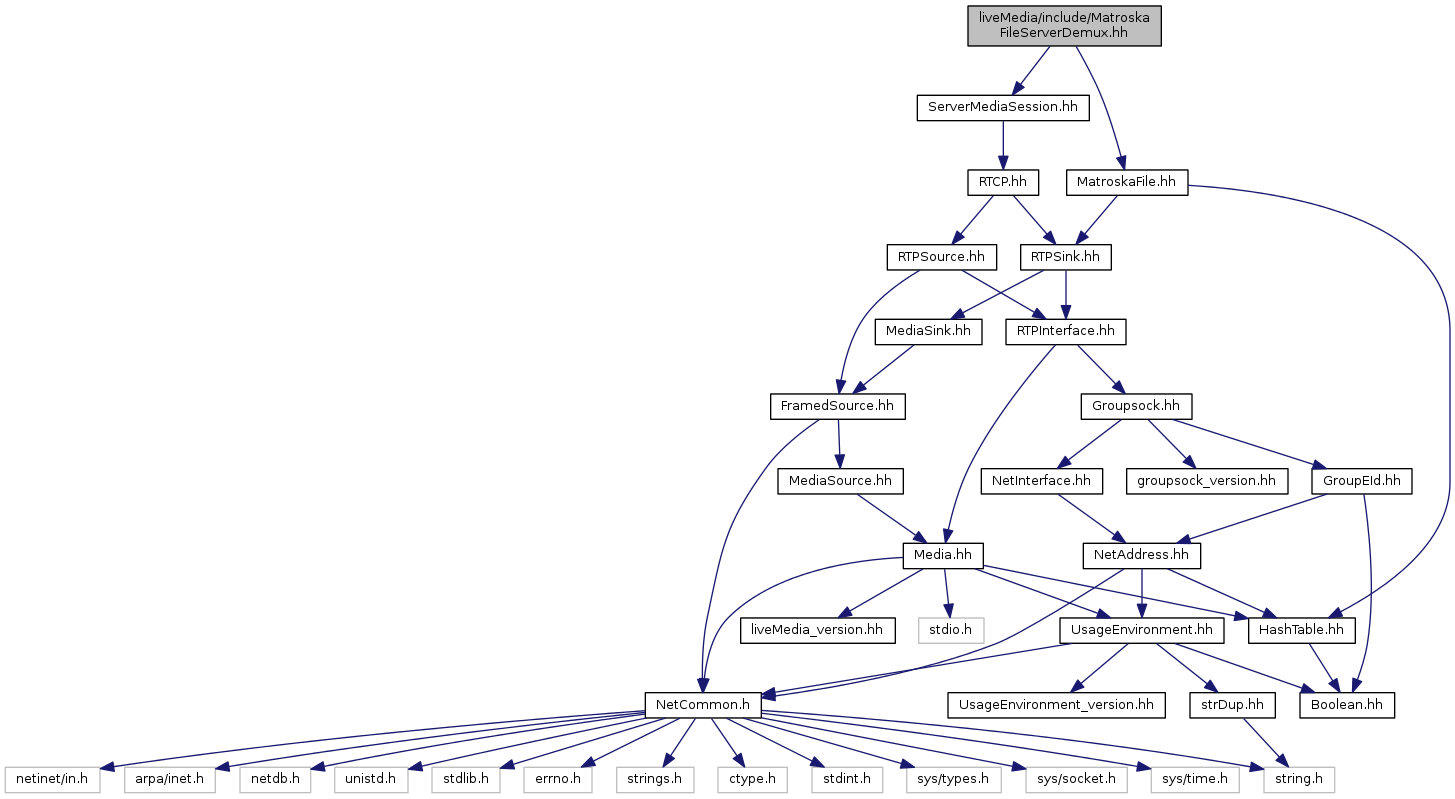 liveMedia/include/Matroska
FileServerDemux.hh
ServerMediaSession.hh
RTCP.hh
MatroskaFile.hh
RTPSource.hh
RTPSink.hh
MediaSink.hh
RTPInterface.hh
FramedSource.hh
Groupsock.hh
MediaSource.hh
NetInterface.hh
groupsock_version.hh
GroupEId.hh
Media.hh
NetAddress.hh
liveMedia_version.hh
stdio.h
UsageEnvironment.hh
HashTable.hh
NetCommon.h
UsageEnvironment_version.hh
strDup.hh
Boolean.hh
netinet/in.h
arpa/inet.h
netdb.h
unistd.h
stdlib.h
errno.h
strings.h
ctype.h
stdint.h
sys/types.h
sys/socket.h
sys/time.h
string.h